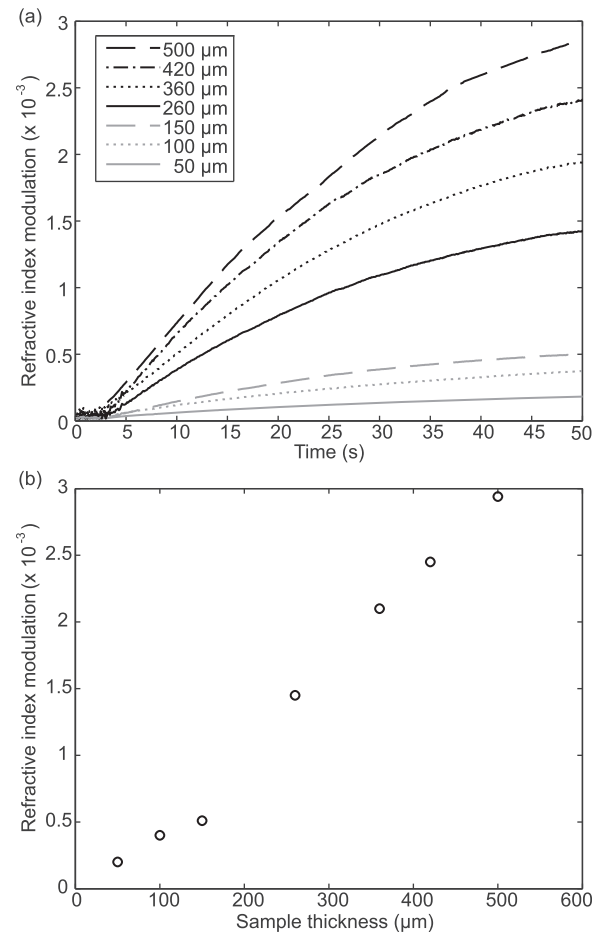 (a)
3
2.5
2
1.5
1
0.5
0
Refractive index modulation (x 10⁻³)
500 µm
420 µm
360 µm
260 µm
150 µm
100 µm
50 µm
0 5 10 15 20 25 30 35 40 45 50
Time (s)
(b)
3
2.5
2
1.5
1
0.5
0
Refractive index modulation (x 10⁻³)
0 100 200 300 400 500 600
Sample thickness (µm)